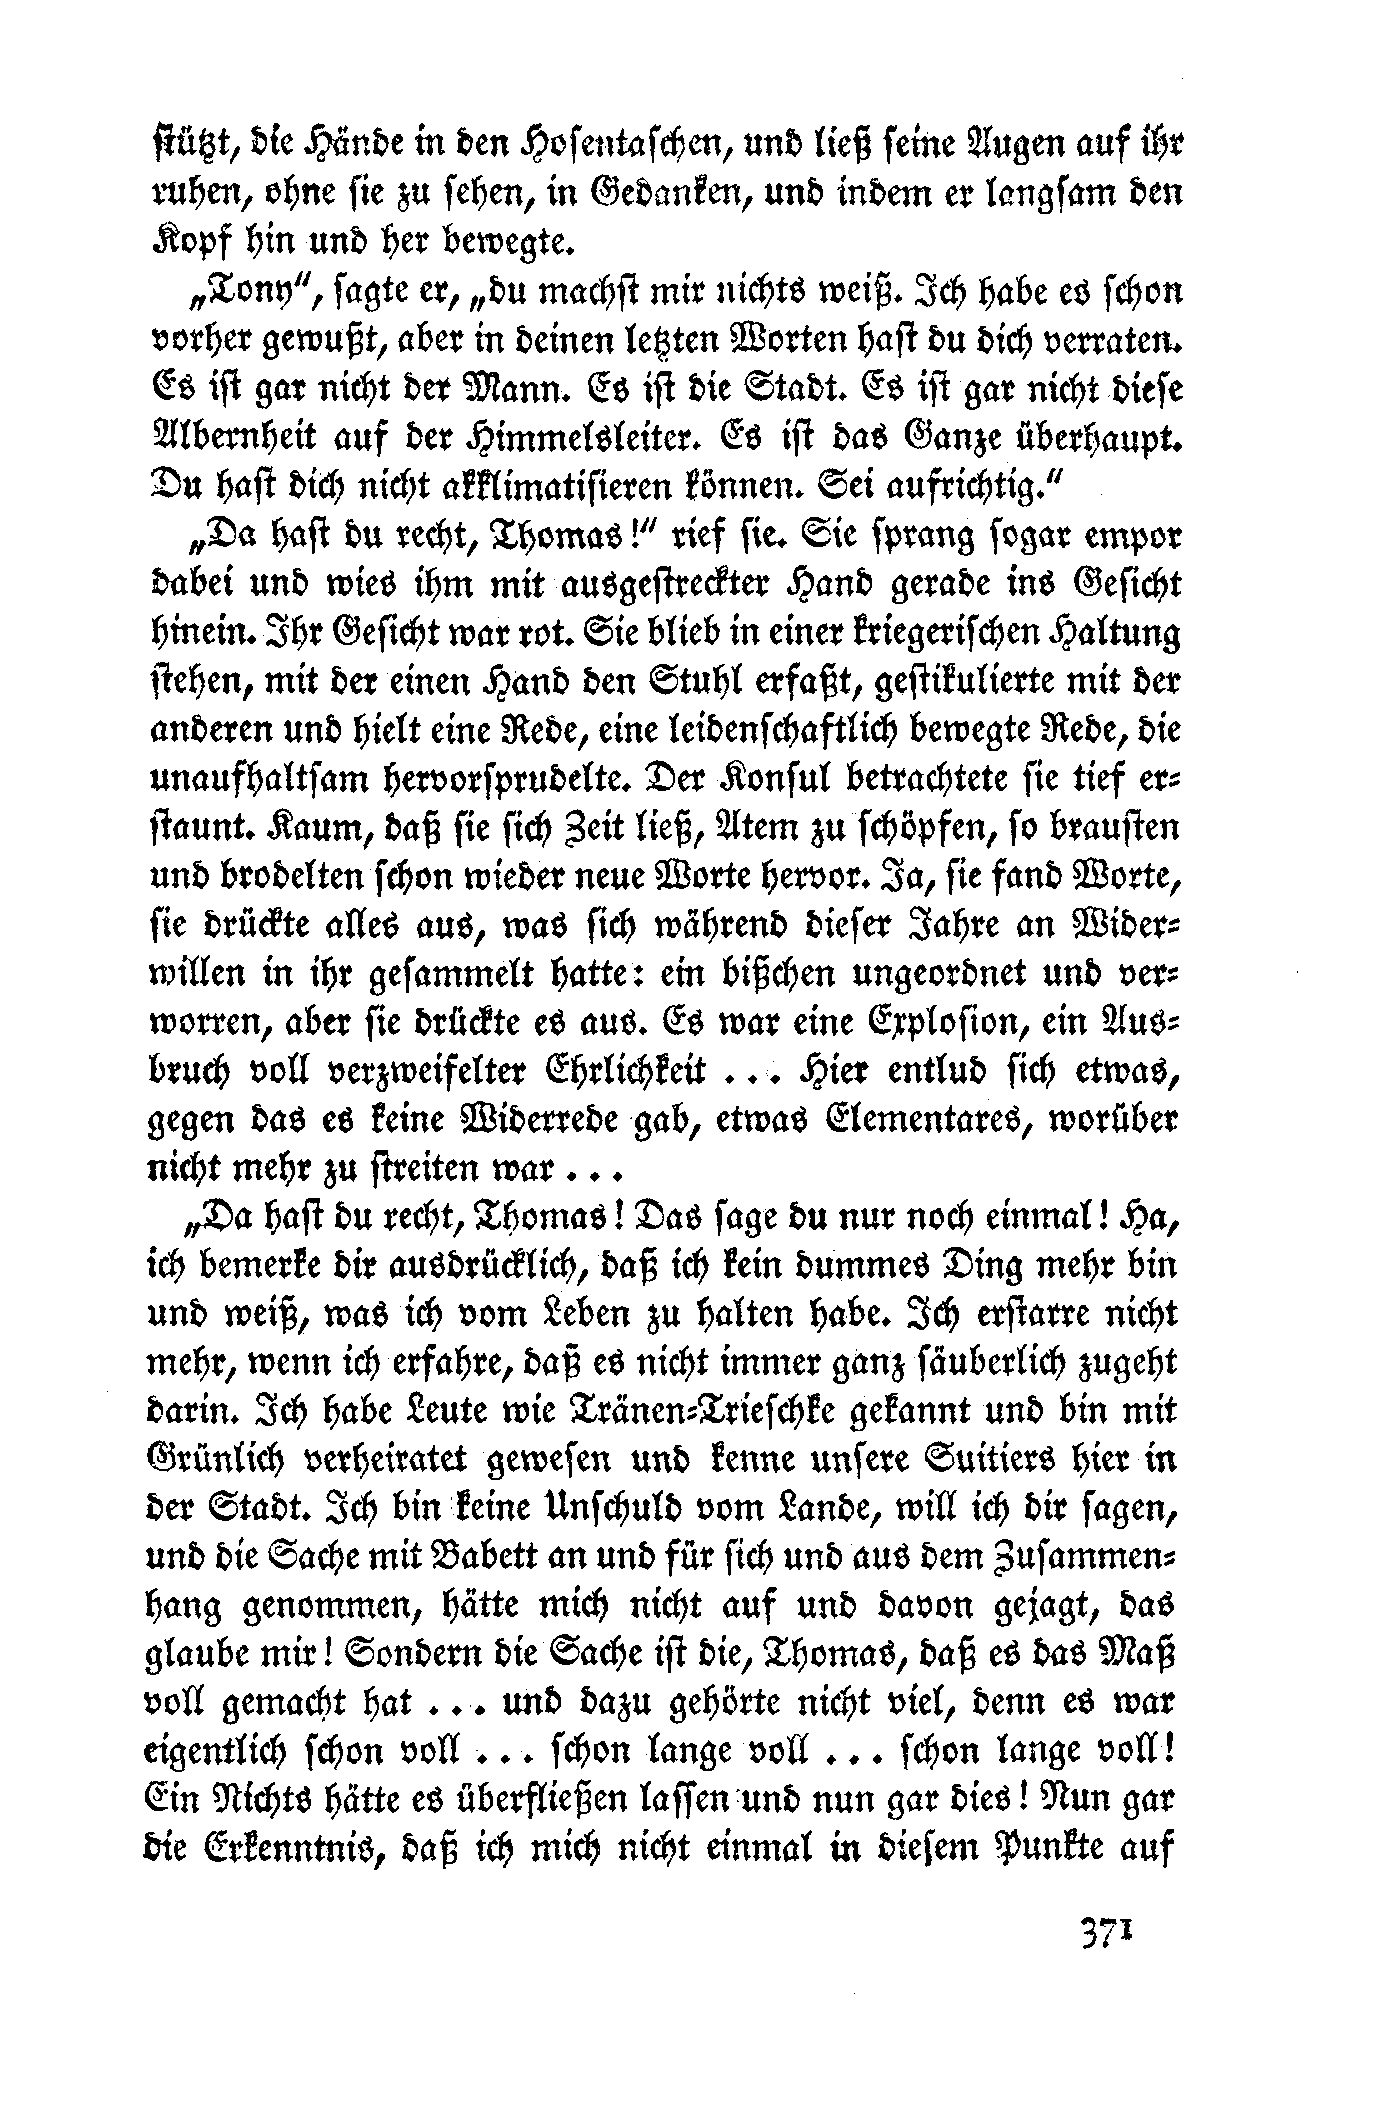 stützt, die Hände in den Hosentaschen, und ließ seine Augen auf ihr
ruhen, ohne sie zu sehen, in Gedanken, und indem er langsam den
Kopf hin und her bewegte.
„Tony“, sagte er, „du machst mir nichts weiß. Ich habe es schon
vorher gewußt, aber in deinen letzten Worten hast du dich verraten.
Es ist gar nicht der Mann. Es ist die Stadt. Es ist gar nicht diese
Albernheit auf der Himmelsleiter. Es ist das Ganze überhaupt.
Du hast dich nicht akklimatisieren können. Sei aufrichtig.“
„Da hast du recht, Thomas!“ rief sie. Sie sprang sogar empor
dabei und wies ihm mit ausgestreckter Hand gerade ins Gesicht
hinein. Ihr Gesicht war rot. Sie blieb in einer kriegerischen Haltung
stehen, mit der einen Hand den Stuhl erfaßt, gestikulierte mit der
anderen und hielt eine Rede, eine leidenschaftlich bewegte Rede, die
unaufhaltsam hervorsprudelte. Der Konsul betrachtete sie tief er-
staunt. Kaum, daß sie sich Zeit ließ, Atem zu schöpfen, so brausten
und brodelten schon wieder neue Worte hervor. Ja, sie fand Worte,
sie drückte alles aus, was sich während dieser Jahre an Wider-
willen in ihr gesammelt hatte: ein bißchen ungeordnet und ver-
worren, aber sie drückte es aus. Es war eine Explosion, ein Aus-
bruch voll verzweifelter Ehrlichkeit ... Hier entlud sich etwas,
gegen das es keine Widerrede gab, etwas Elementares, worüber
nicht mehr zu streiten war ...
„Da hast du recht, Thomas! Das sage du nur noch einmal! Ha,
ich bemerke dir ausdrücklich, daß ich kein dummes Ding mehr bin
und weiß, was ich vom Leben zu halten habe. Ich erstarre nicht
mehr, wenn ich erfahre, daß es nicht immer ganz säuberlich zugeht
darin. Ich habe Leute wie Tränen-Trieschke gekannt und bin mit
Grünlich verheiratet gewesen und kenne unsere Suitiers hier in
der Stadt. Ich bin keine Unschuld vom Lande, will ich dir sagen,
und die Sache mit Babett an und für sich und aus dem Zusammen-
hang genommen, hätte mich nicht auf und davon gejagt, das
glaube mir! Sondern die Sache ist die, Thomas, daß es das Maß
voll gemacht hat ... und dazu gehörte nicht viel, denn es war
eigentlich schon voll ... schon lange voll ... schon lange voll!
Ein Nichts hätte es überfließen lassen und nun gar dies! Nun gar
die Erkenntnis, daß ich mich nicht einmal in diesem Punkte auf
371